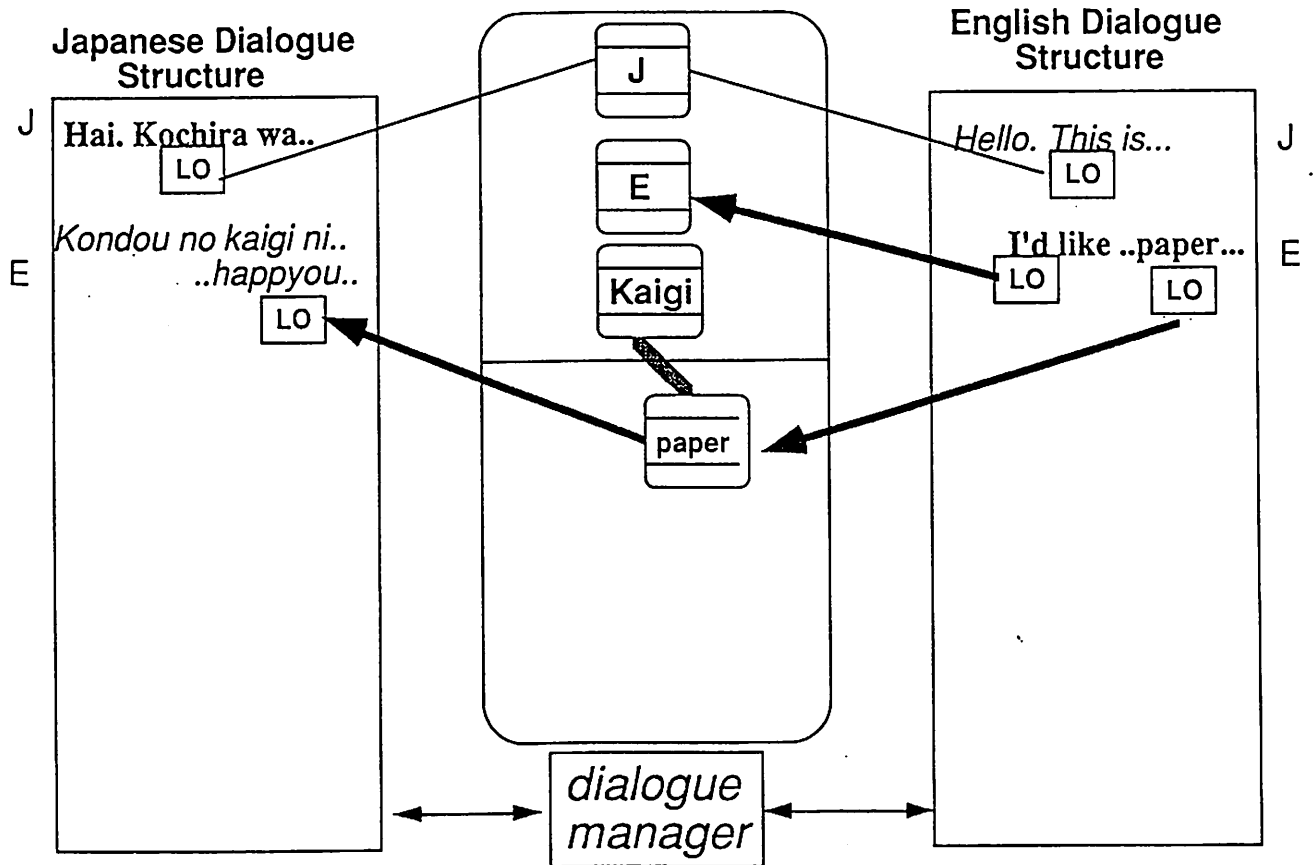 Japanese Dialogue
Structure
J
Hai. Kochira wa..
LO
E
Kondou no kaigi ni..
..happyou..
LO
J
E
Kaigi
paper
English Dialogue
Structure
Hello. This is...
J
LO
I'd like ..paper...
E
LO
LO
dialogue
manager